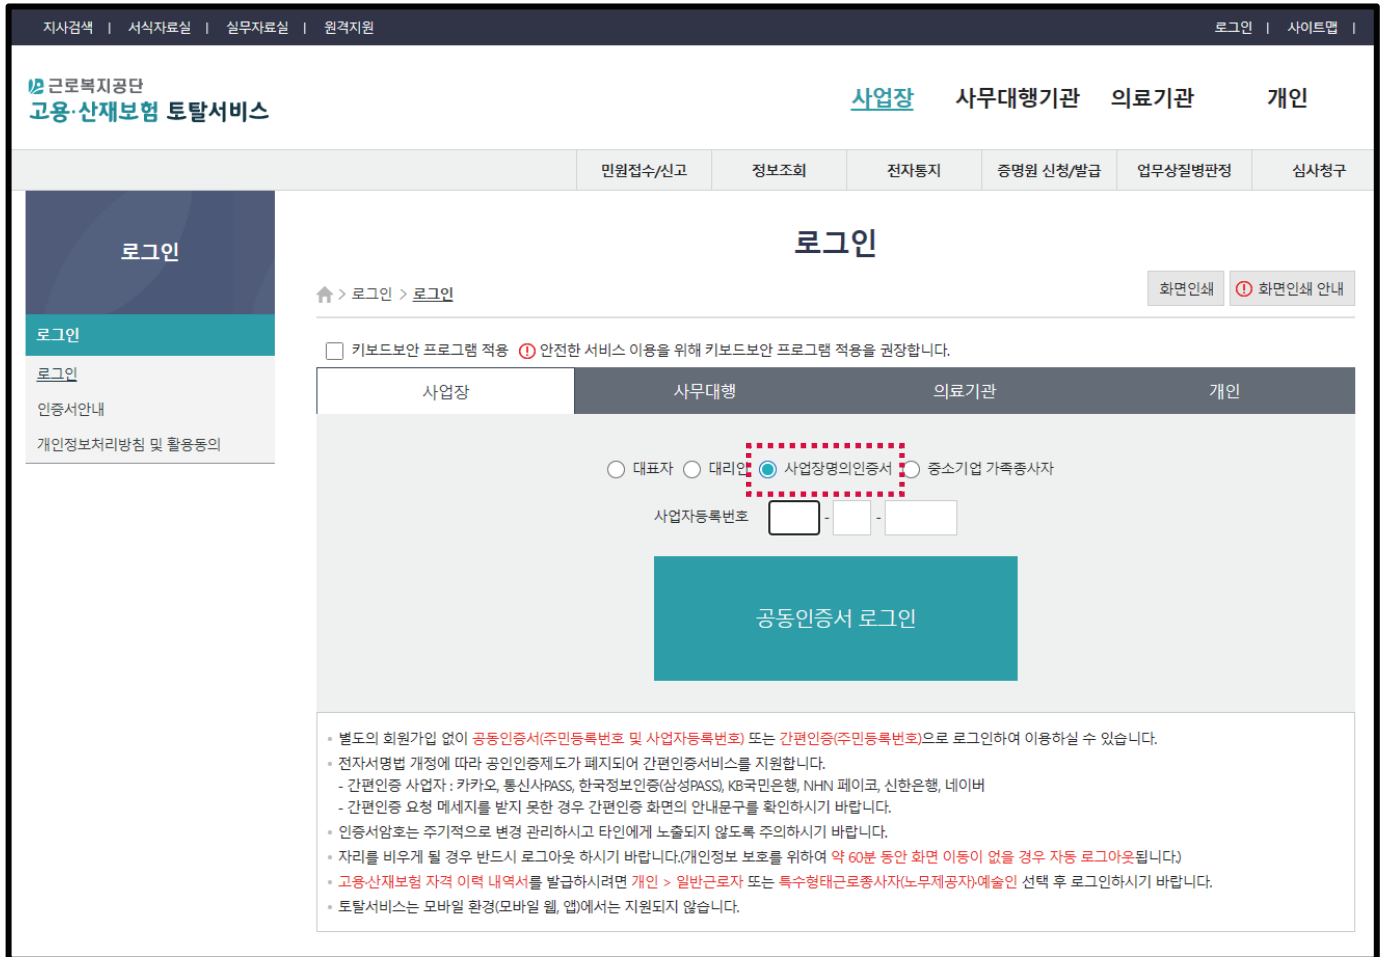 지사검색 | 서식자료실 | 실무자료실 | 원격지원
로그인 | 사이트맵 |
근로복지공단
고용·산재보험 토탈서비스
사업장 사무대행기관 의료기관 개인
민원접수/신고 정보조회 전자통지 증명원 신청/발급 업무상질병판정 심사청구
로그인
로그인
로그인
인증서안내
개인정보처리방침 및 활용동의
로그인
> 로그인 > 로그인
화면인쇄 화면인쇄 안내
키보드보안 프로그램 적용 안전한 서비스 이용을 위해 키보드보안 프로그램 적용을 권장합니다.
사업장 사무대행 의료기관 개인
대표자 대리인 사업장명의인증서 중소기업 가족종사자
사업자등록번호 - -
공동인증서 로그인
별도의 회원가입 없이 공동인증서(주민등록번호 및 사업자등록번호) 또는 간편인증(주민등록번호)으로 로그인하여 이용하실 수 있습니다.
전자서명법 개정에 따라 공인인증제도가 폐지되어 간편인증서비스를 지원합니다.
- 간편인증 사업자 : 카카오, 통신사PASS, 한국정보인증(삼성PASS), KB국민은행, NHN 페이코, 신한은행, 네이버
- 간편인증 요청 메세지를 받지 못한 경우 간편인증 화면의 안내문구를 확인하시기 바랍니다.
인증서암호는 주기적으로 변경 관리하시고 타인에게 노출되지 않도록 주의하시기 바랍니다.
자리를 비우게 될 경우 반드시 로그아웃 하시기 바랍니다.(개인정보 보호를 위하여 약 60분 동안 화면 이동이 없을 경우 자동 로그아웃됩니다)
고용·산재보험 자격 이력 내역서를 발급하시려면 개인 > 일반근로자 또는 특수형태근로종사자(노무제공자)·예술인 선택 후 로그인하시기 바랍니다.
토탈서비스는 모바일 환경(모바일 웹, 앱)에서는 지원되지 않습니다.